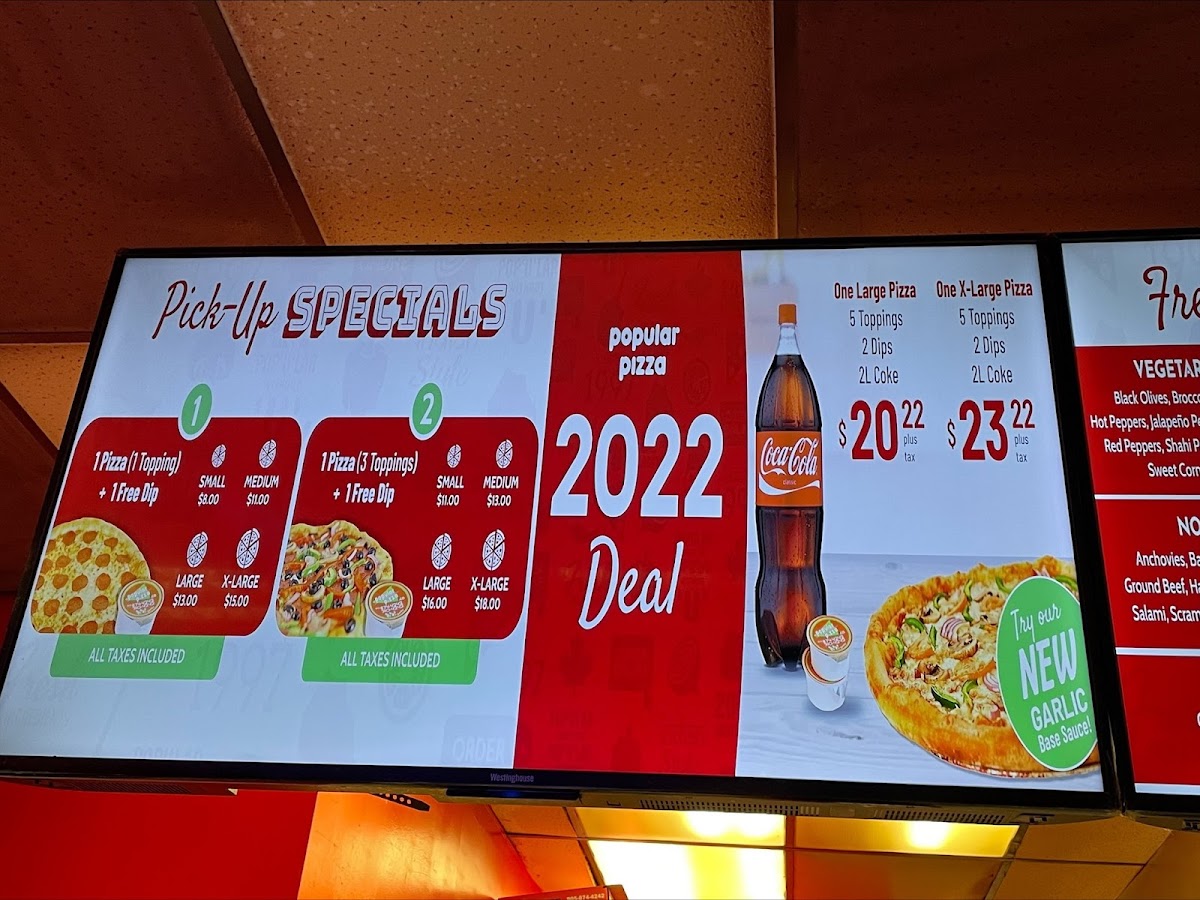 Pick-Up SPECIALS
1
1 Pizza (1 Topping)
+ 1 Free Dip
SMALL
$8.00
MEDIUM
$11.00
LARGE
$13.00
X-LARGE
$15.00
ALL TAXES INCLUDED
2
1 Pizza (3 Toppings)
+ 1 Free Dip
SMALL
$11.00
MEDIUM
$13.00
LARGE
$16.00
X-LARGE
$18.00
ALL TAXES INCLUDED
popular
pizza
2022
Deal
Coca-Cola
classic
One Large Pizza
5 Toppings
2 Dips
2L Coke
$20 22
plus
tax
One X-Large Pizza
5 Toppings
2 Dips
2L Coke
$23 22
plus
tax
Try our
NEW
GARLIC
Base Sauce!
Fre
VEGETAR
Black Olives, Brocco
Hot Peppers, Jalapeño Pe
Red Peppers, Shahi P
Sweet Corn
NO
Anchovies, Ba
Ground Beef, Ha
Salami, Scram
ORDER
Westinghouse